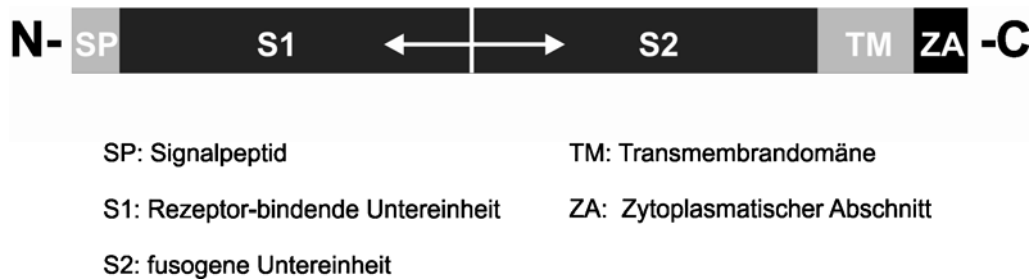 N- SP S1 S2 TM ZA -C
SP: Signalpeptid TM: Transmembrandomäne
S1: Rezeptor-bindende Untereinheit ZA: Zytoplasmatischer Abschnitt
S2: fusogene Untereinheit